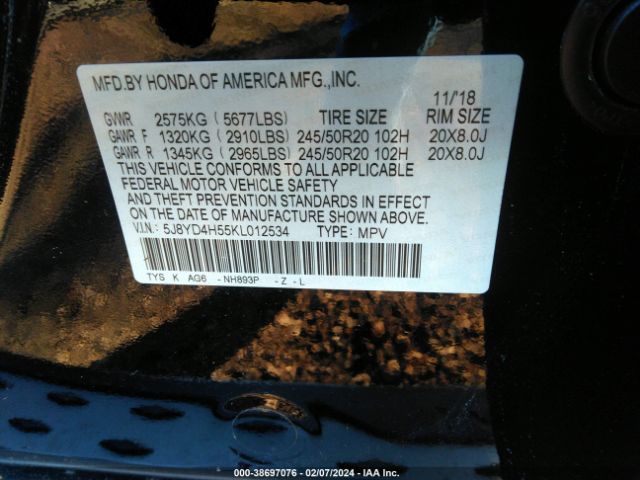 MFD.BY HONDA OF AMERICA MFG.,INC.
11/'18
GVWR 2575KG ( 5677LBS) TIRE SIZE RIM SIZE
GAWR F 1320KG ( 2910LBS) 245/50R20 102H 20X8.0J
GAWR R 1345KG ( 2965LBS) 245/50R20 102H 20X8.0J
THIS VEHICLE CONFORMS TO ALL APPLICABLE
FEDERAL MOTOR VEHICLE SAFETY
AND THEFT PREVENTION STANDARDS IN EFFECT
ON THE DATE OF MANUFACTURE SHOWN ABOVE.
V.I.N.: 5J8YD4H55KL012534 TYPE: MPV
TYS K AG6 - NH893P - Z - L
000-38697076 - 02/07/2024 - IAA Inc.